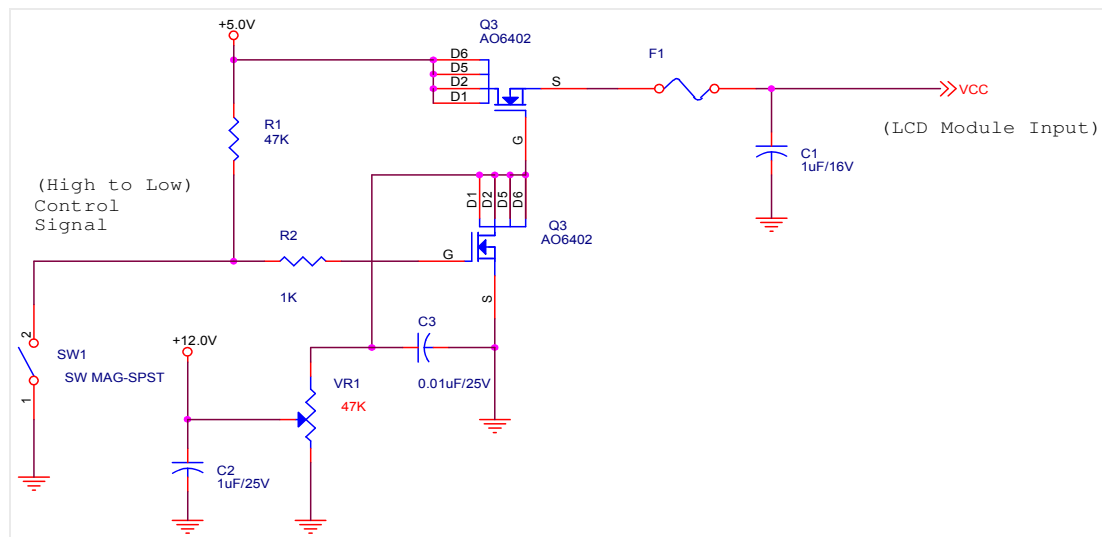 +5.0V
Q3
AO6402
D6
D5
D2
D1
S
G
F1
VCC
(LCD Module Input)
C1
1uF/16V
R1
47K
(High to Low)
Control
Signal
D1
D2
D5
D6
Q3
AO6402
R2
1K
G
S
C3
0.01uF/25V
+12.0V
2
SW1
SW MAG-SPST
1
VR1
47K
C2
1uF/25V